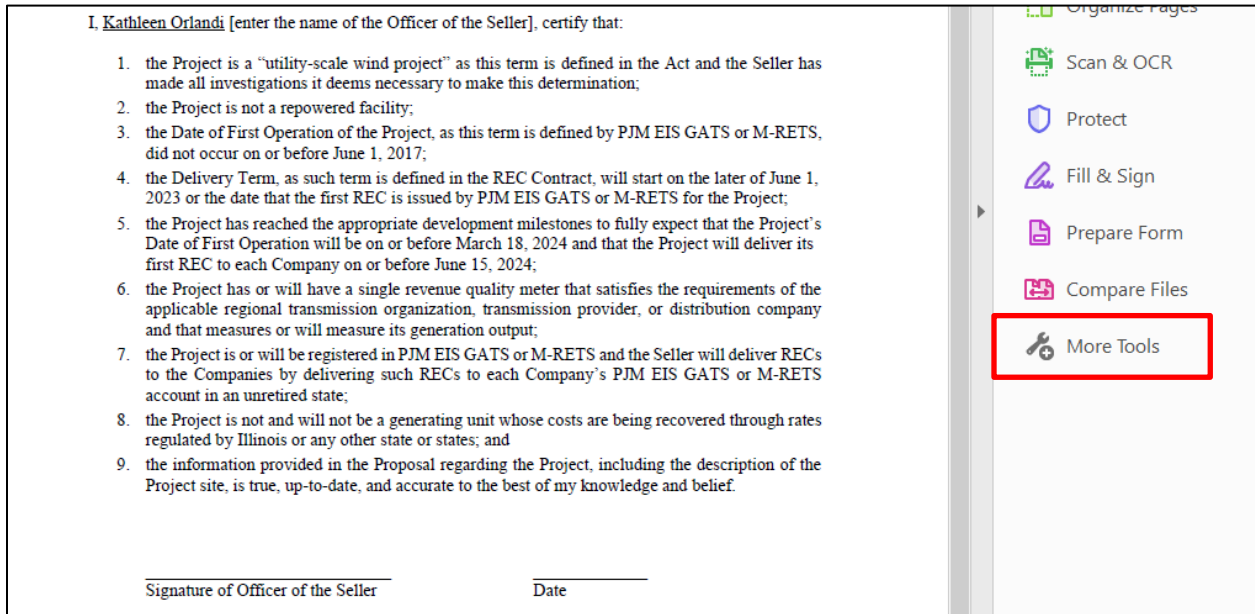 I, Kathleen Orlandi [enter the name of the Officer of the Seller], certify that:
1. the Project is a “utility-scale wind project” as this term is defined in the Act and the Seller has
made all investigations it deems necessary to make this determination;
2. the Project is not a repowered facility;
3. the Date of First Operation of the Project, as this term is defined by PJM EIS GATS or M-RETS,
did not occur on or before June 1, 2017;
4. the Delivery Term, as such term is defined in the REC Contract, will start on the later of June 1,
2023 or the date that the first REC is issued by PJM EIS GATS or M-RETS for the Project;
5. the Project has reached the appropriate development milestones to fully expect that the Project’s
Date of First Operation will be on or before March 18, 2024 and that the Project will deliver its
first REC to each Company on or before June 15, 2024;
6. the Project has or will have a single revenue quality meter that satisfies the requirements of the
applicable regional transmission organization, transmission provider, or distribution company
and that measures or will measure its generation output;
7. the Project is or will be registered in PJM EIS GATS or M-RETS and the Seller will deliver RECs
to the Companies by delivering such RECs to each Company’s PJM EIS GATS or M-RETS
account in an unretired state;
8. the Project is not and will not be a generating unit whose costs are being recovered through rates
regulated by Illinois or any other state or states; and
9. the information provided in the Proposal regarding the Project, including the description of the
Project site, is true, up-to-date, and accurate to the best of my knowledge and belief.
Signature of Officer of the Seller
Date
Organize Pages
Scan & OCR
Protect
Fill & Sign
Prepare Form
Compare Files
More Tools